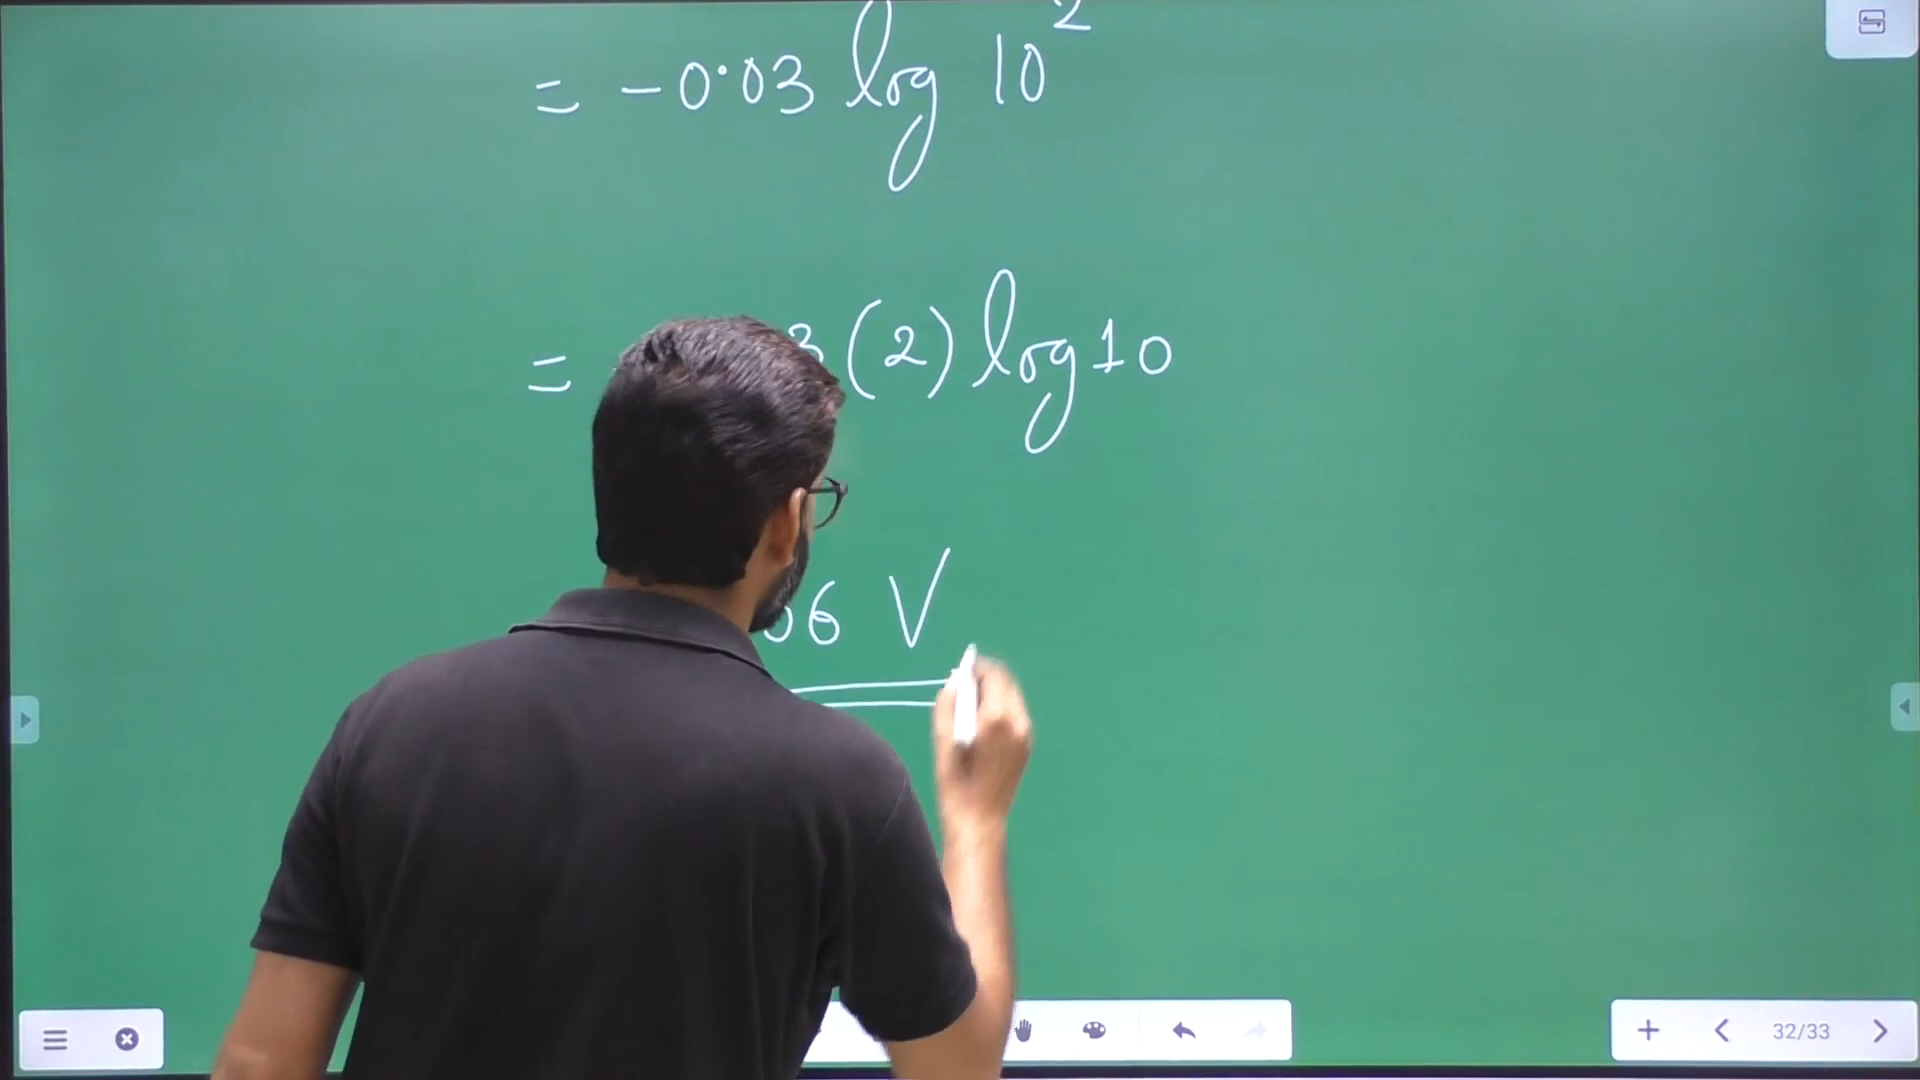 = -0.03 log 10²
= 3 (2) log 10
06 V
32/33